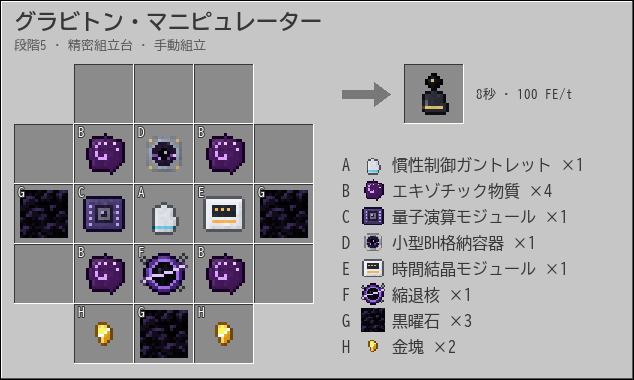 グラビトン・マニピュレーター
段階5 · 精密組立台 · 手動組立
B D B
8秒 · 100 FE/t
G C A E G
B F B
H G H
A 慣性制御ガントレット ×1
B エキゾチック物質 ×4
C 量子演算モジュール ×1
D 小型BH格納容器 ×1
E 時間結晶モジュール ×1
F 縮退核 ×1
G 黒曜石 ×3
H 金塊 ×2